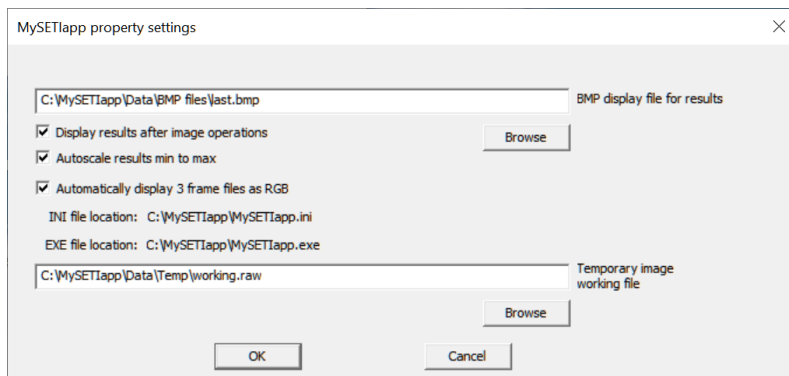 MySETIapp property settings
C:\MySETIapp\Data\BMP files\last.bmp
BMP display file for results
Display results after image operations
Browse
Autoscale results min to max
Automatically display 3 frame files as RGB
INI file location: C:\MySETIapp\MySETIapp.ini
EXE file location: C:\MySETIapp\MySETIapp.exe
C:\MySETIapp\Data\Temp\working.raw
Temporary image
working file
Browse
OK
Cancel